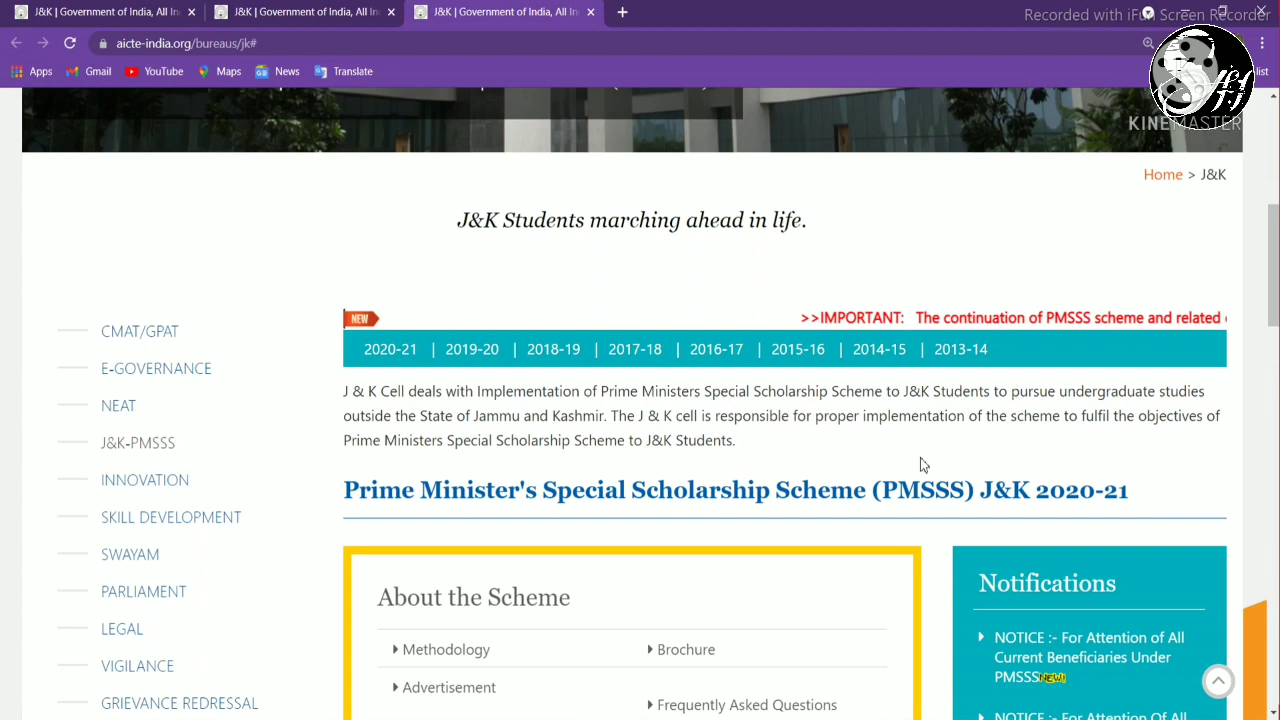 J&K | Government of India, All In
J&K | Government of India, All In
J&K | Government of India, All In
Recorded with iFun Screen Recorder
aicte-india.org/bureaus/jk#
Apps
Gmail
YouTube
Maps
News
Translate
list
KINEMASTER
Home > J&K
J&K Students marching ahead in life.
NEW
>>IMPORTANT: The continuation of PMSSS scheme and related
2020-21 | 2019-20 | 2018-19 | 2017-18 | 2016-17 | 2015-16 | 2014-15 | 2013-14
J & K Cell deals with Implementation of Prime Ministers Special Scholarship Scheme to J&K Students to pursue undergraduate studies
outside the State of Jammu and Kashmir. The J & K cell is responsible for proper implementation of the scheme to fulfil the objectives of
Prime Ministers Special Scholarship Scheme to J&K Students.
Prime Minister's Special Scholarship Scheme (PMSSS) J&K 2020-21
CMAT/GPAT
E-GOVERNANCE
NEAT
J&K-PMSSS
INNOVATION
SKILL DEVELOPMENT
SWAYAM
PARLIAMENT
LEGAL
VIGILANCE
GRIEVANCE REDRESSAL
About the Scheme
Methodology
Brochure
Advertisement
Frequently Asked Questions
Notifications
NOTICE :- For Attention of All
Current Beneficiaries Under
PMSSS NEW!
NOTICE :- For Attention Of All